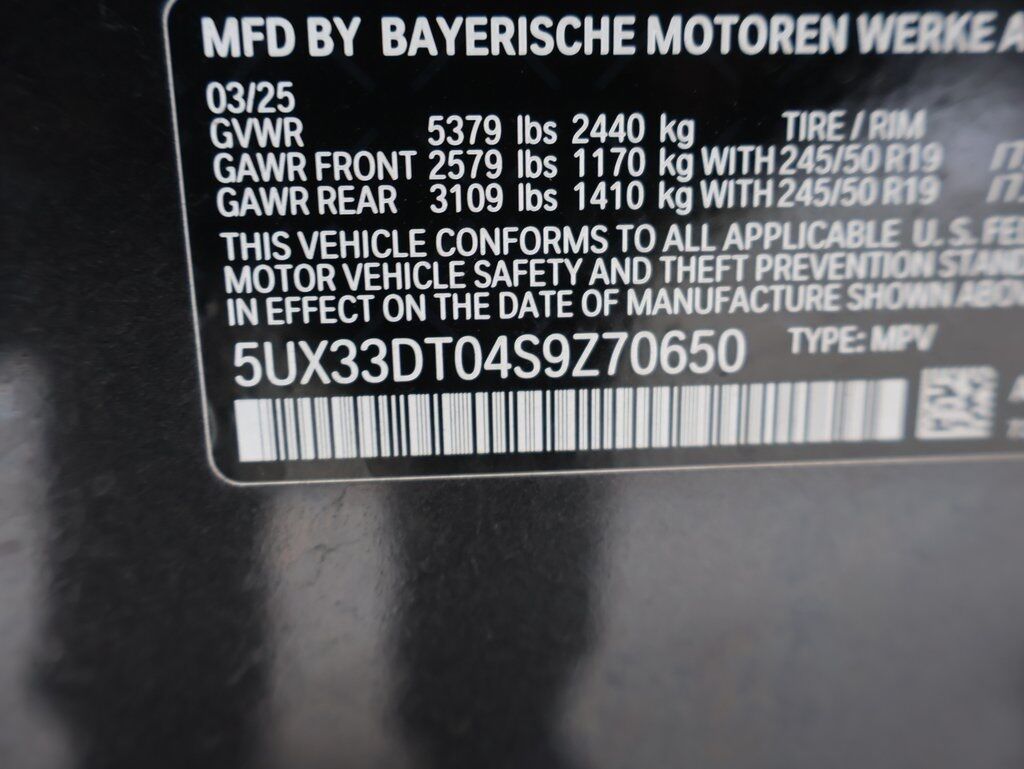 MFD BY BAYERISCHE MOTOREN WERKE A
03/25
GVWR 5379 lbs 2440 kg TIRE / RIM
GAWR FRONT 2579 lbs 1170 kg WITH 245/50 R19
GAWR REAR 3109 lbs 1410 kg WITH 245/50 R19
THIS VEHICLE CONFORMS TO ALL APPLICABLE U. S. FE
MOTOR VEHICLE SAFETY AND THEFT PREVENTION STAND
IN EFFECT ON THE DATE OF MANUFACTURE SHOWN ABO
5UX33DT04S9Z70650 TYPE: MPV